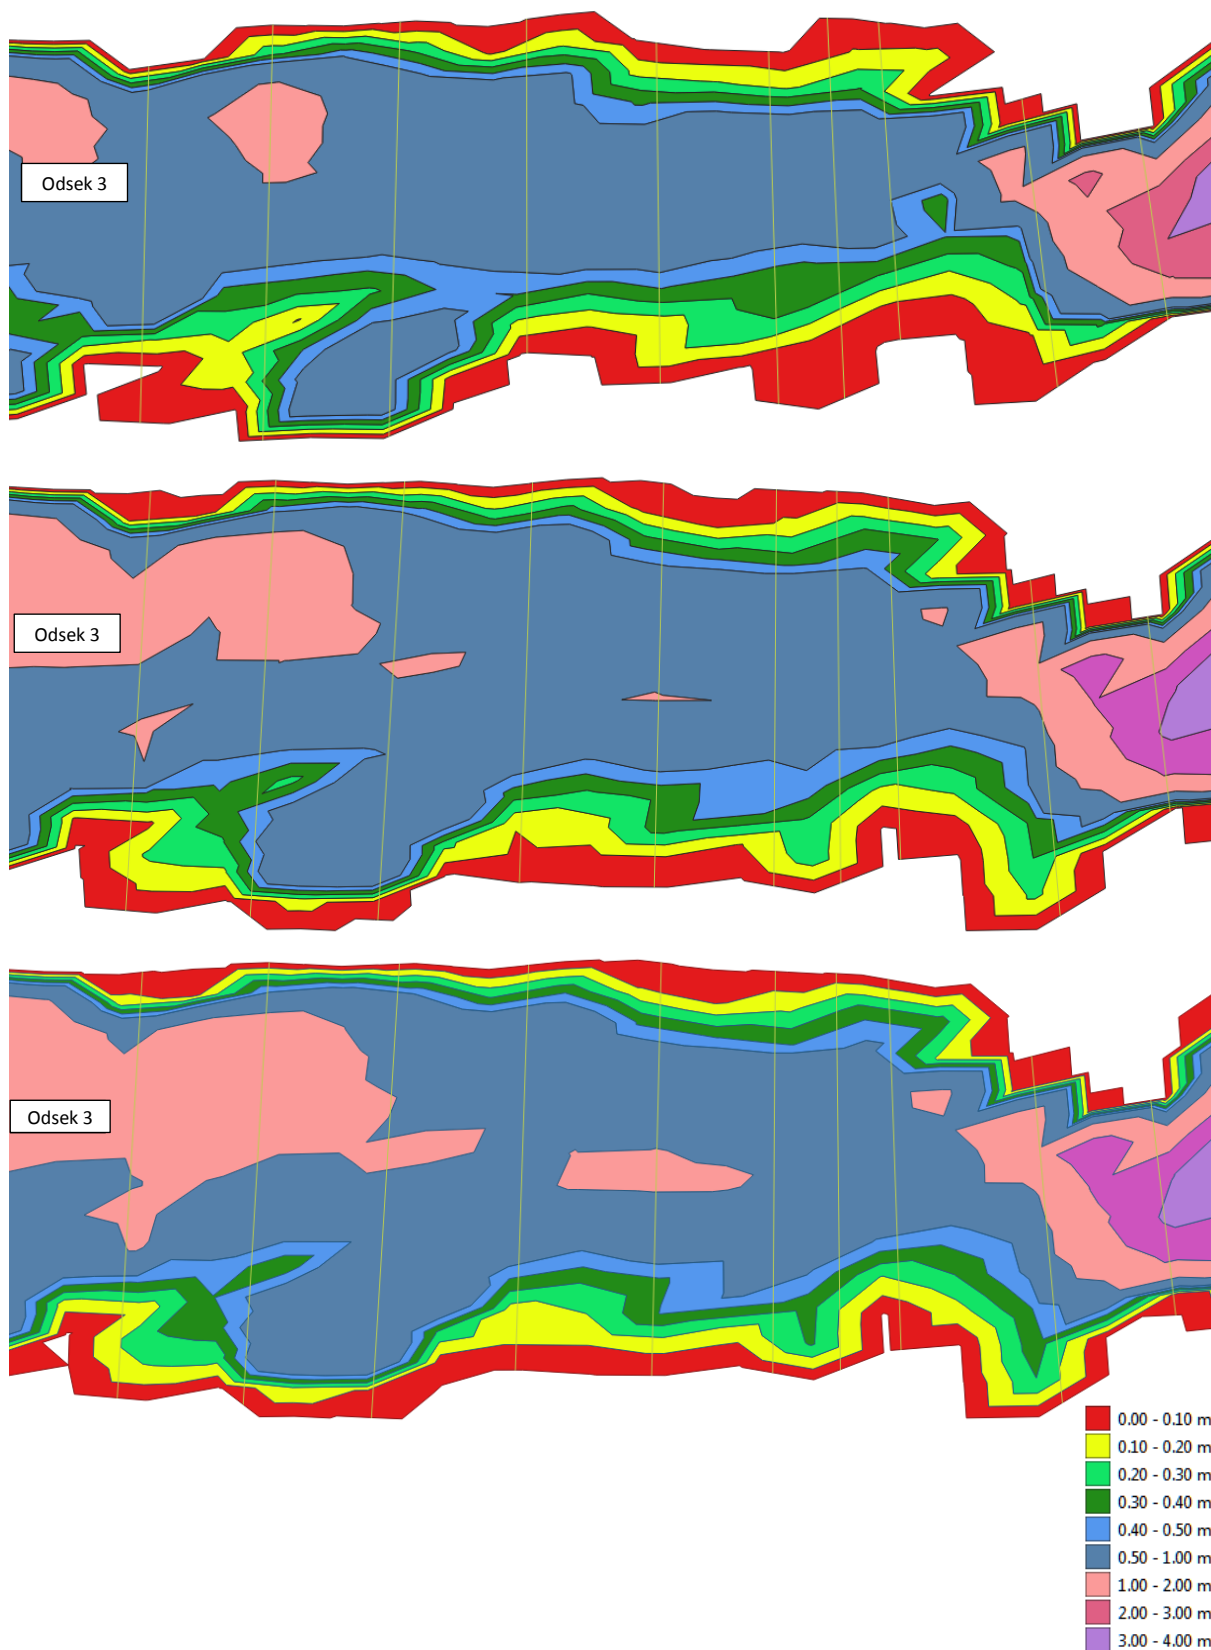 Odsek 3
Odsek 3
Odsek 3
0.00 - 0.10 m
0.10 - 0.20 m
0.20 - 0.30 m
0.30 - 0.40 m
0.40 - 0.50 m
0.50 - 1.00 m
1.00 - 2.00 m
2.00 - 3.00 m
3.00 - 4.00 m